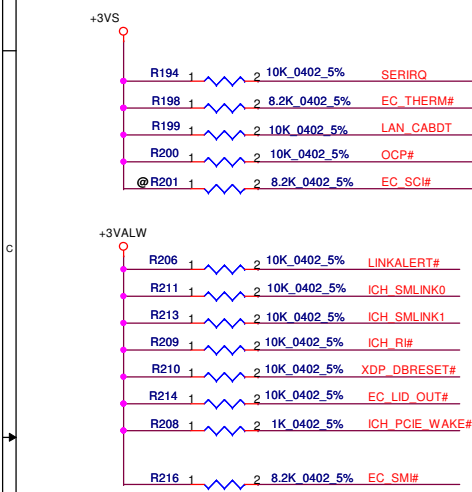 +3VS
R194 1 2 10K_0402_5% SERIRQ
R198 1 2 8.2K_0402_5% EC_THERM#
R199 1 2 10K_0402_5% LAN_CABDT
R200 1 2 10K_0402_5% OCP#
@R201 1 2 8.2K_0402_5% EC_SCI#
+3VALW
C
R206 1 2 10K_0402_5% LINKALERT#
R211 1 2 10K_0402_5% ICH_SMLINK0
R213 1 2 10K_0402_5% ICH_SMLINK1
R209 1 2 10K_0402_5% ICH_RI#
R210 1 2 10K_0402_5% XDP_DBRESET#
R214 1 2 10K_0402_5% EC_LID_OUT#
R208 1 2 1K_0402_5% ICH_PCIE_WAKE#
R216 1 2 8.2K_0402_5% EC_SMI#